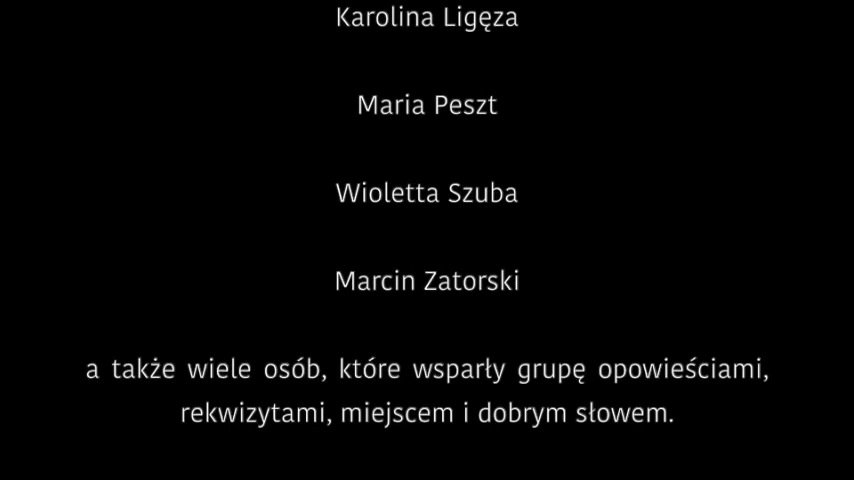 Karolina Ligęza
Maria Peszt
Wioletta Szuba
Marcin Zatorski
a także wiele osób, które wsparły grupę opowieściami,
rekwizytami, miejscem i dobrym słowem.